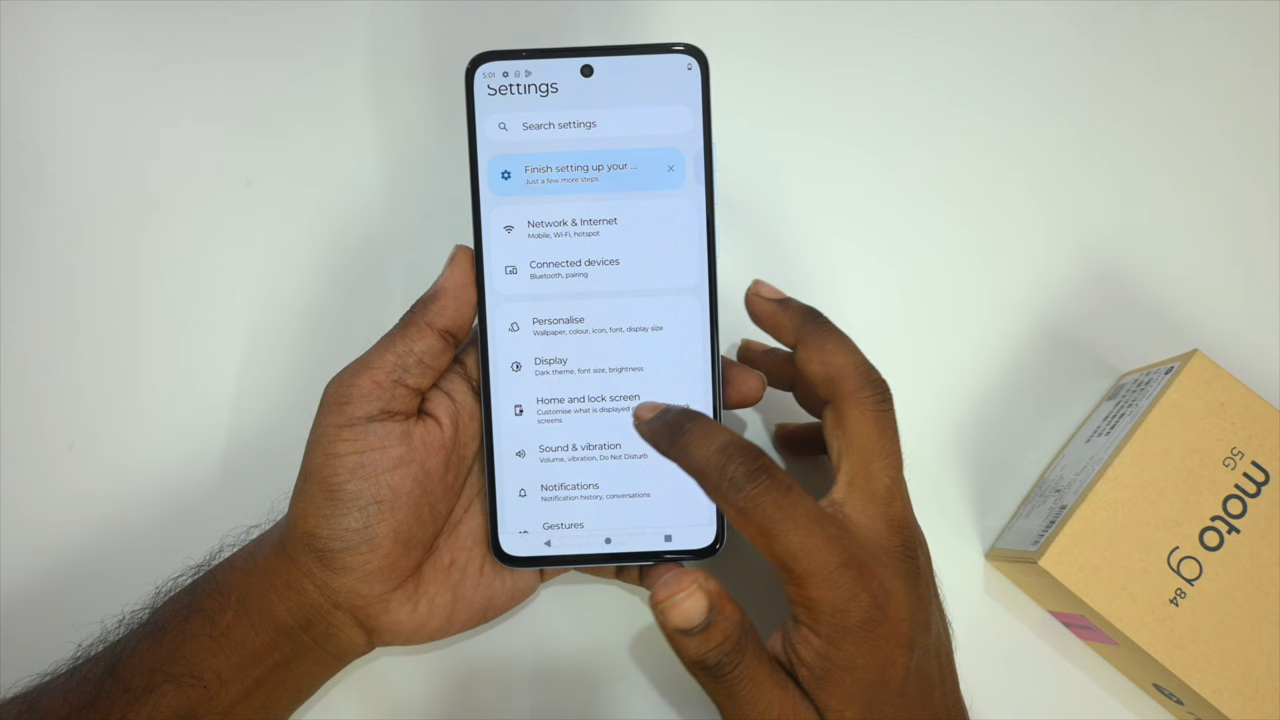 5:01
Settings
Search settings
Finish setting up your ...
Just a few more steps
Network & Internet
Mobile, Wi-Fi, hotspot
Connected devices
Bluetooth, pairing
Personalise
Wallpaper, colour, icon, font, display size
Display
Dark theme, font size, brightness
Home and lock screen
Customise what is displayed
screens
Sound & vibration
Volume, vibration, Do Not Disturb
Notifications
Notification history, conversations
Gestures
moto g 84
5G